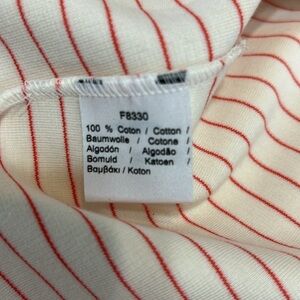 F8330
100 % Coton / Cotton /
Baumwolle / Cotone /
Algodón / Algodão /
Bomuld / Katoen /
Βαμβάκι / Koton